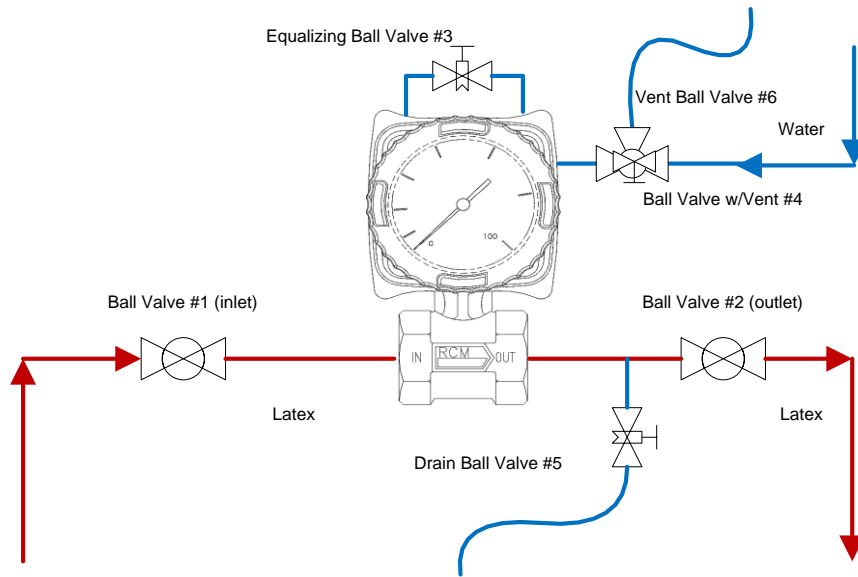 Equalizing Ball Valve #3
Vent Ball Valve #6
Water
Ball Valve w/Vent #4
0
100
Ball Valve #1 (inlet)
Ball Valve #2 (outlet)
IN
RCM
OUT
Latex
Latex
Drain Ball Valve #5